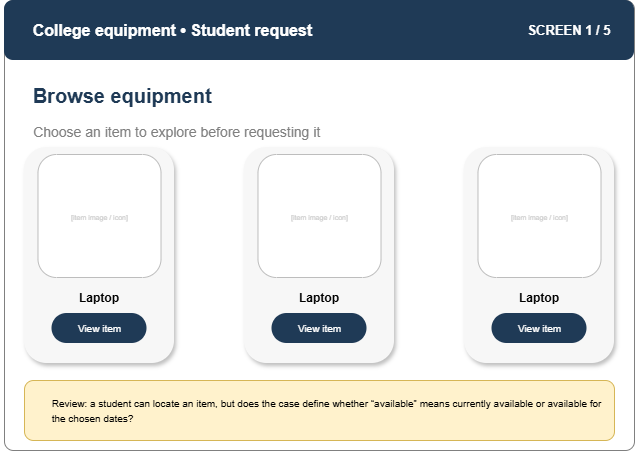 College equipment • Student request
SCREEN 1 / 5
Browse equipment
Choose an item to explore before requesting it
[item image / icon]
[item image / icon]
[item image / icon]
Laptop
Laptop
Laptop
View item
View item
View item
Review: a student can locate an item, but does the case define whether “available” means currently available or available for
the chosen dates?